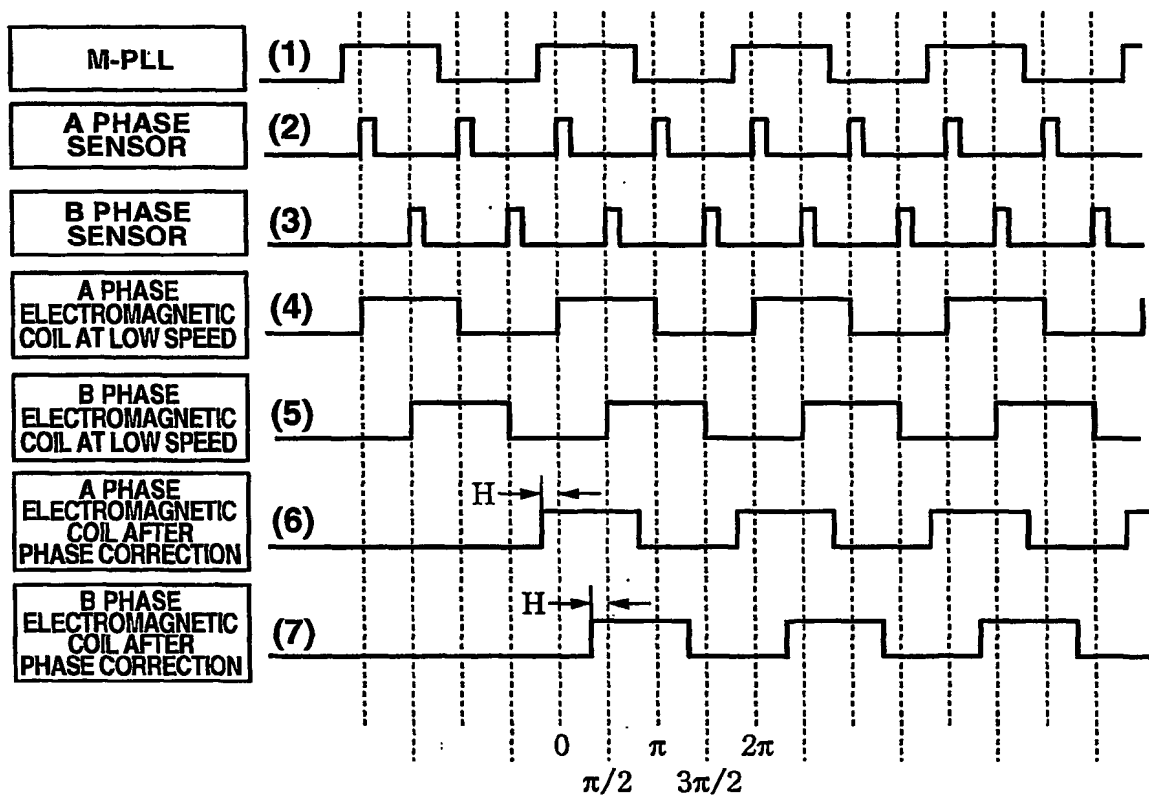 M-PLL
(1)
A PHASE
SENSOR
(2)
B PHASE
SENSOR
(3)
A PHASE
ELECTROMAGNETIC
COIL AT LOW SPEED
(4)
B PHASE
ELECTROMAGNETIC
COIL AT LOW SPEED
(5)
A PHASE
ELECTROMAGNETIC
COIL AFTER
PHASE CORRECTION
(6)
H
B PHASE
ELECTROMAGNETIC
COIL AFTER
PHASE CORRECTION
(7)
H
0 π 2π
π/2 3π/2